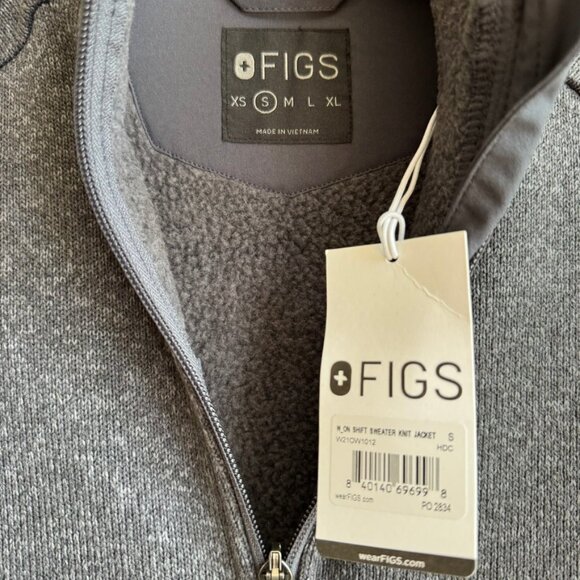 FIGS
XS S M L XL
MADE IN VIETNAM
FIGS
W_ON SHIFT SWEATER KNIT JACKET S
W21OW1012 HDC
8 40140 69699 8
wearFIGS.com PO 2834
wearFIGS.com